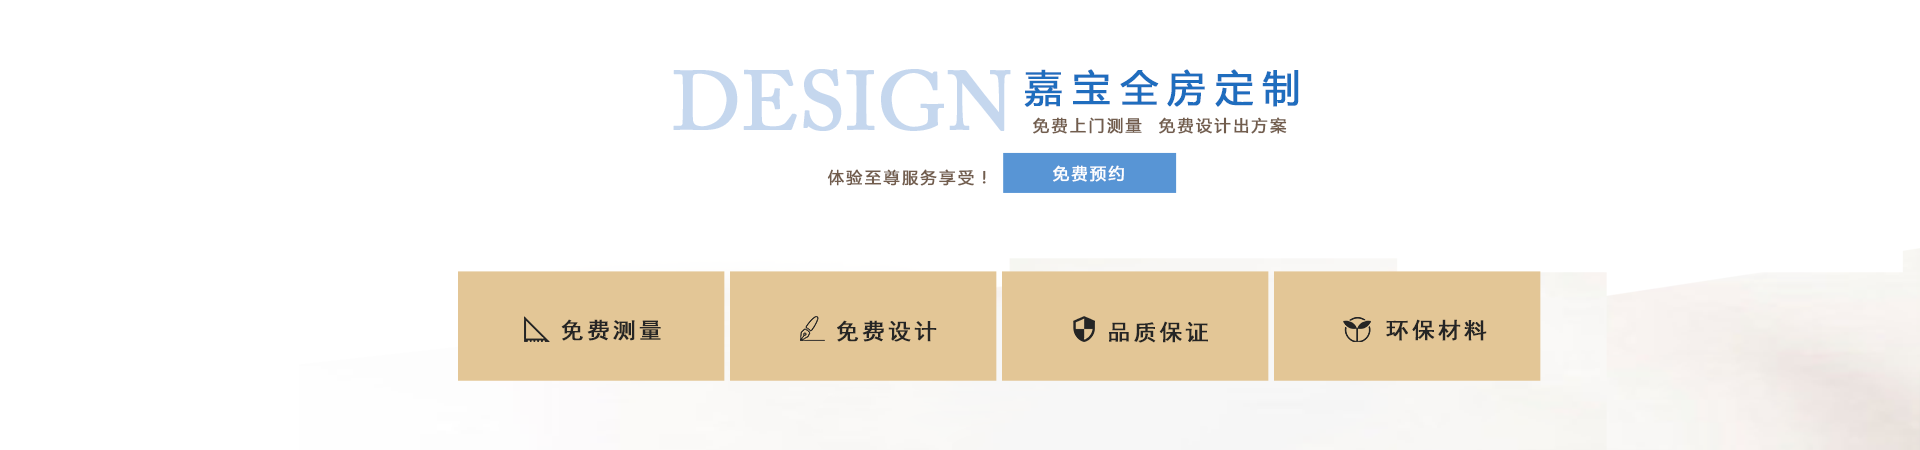 DESIGN 嘉宝全房定制
免费上门测量 免费设计出方案
体验至尊服务享受！ 免费预约
免费测量 免费设计 品质保证 环保材料